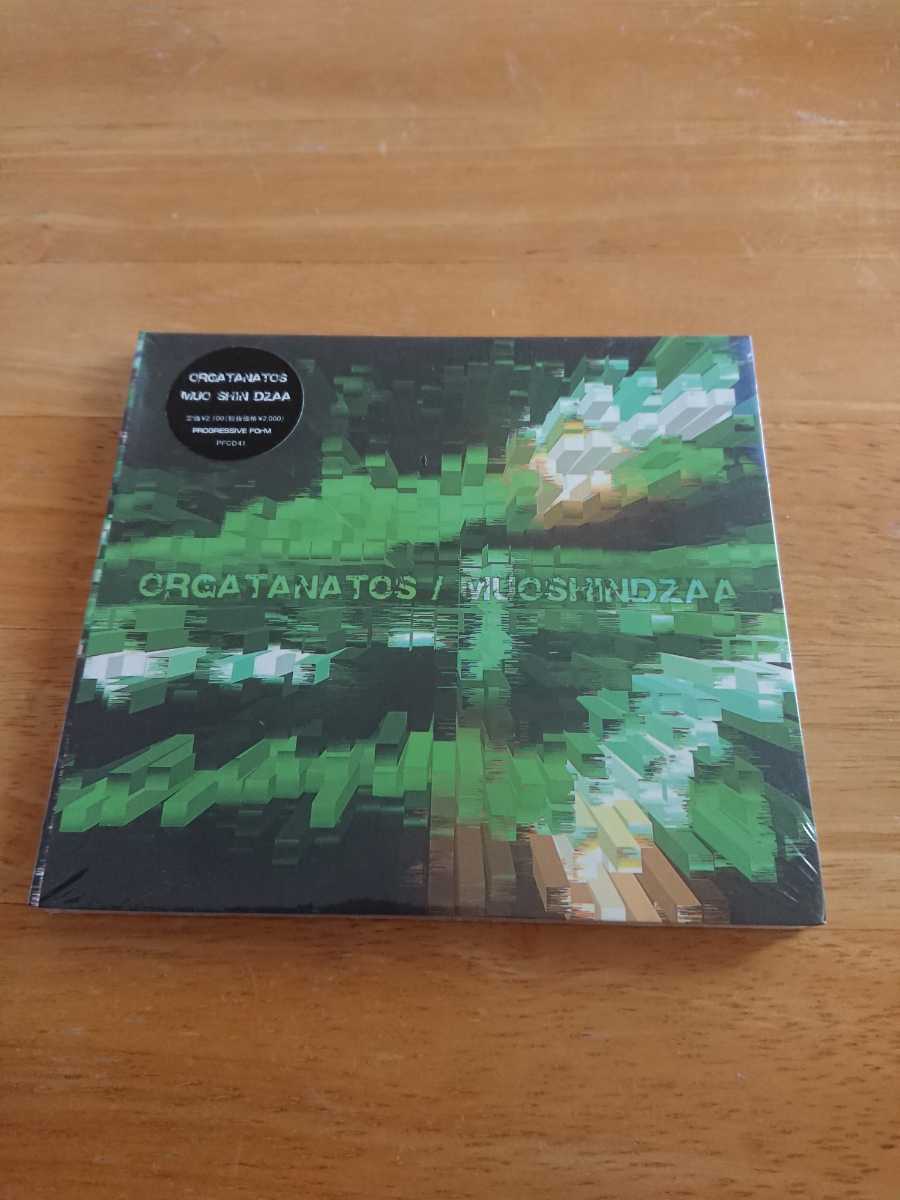 ORGATANATOS
MUO SHIN DZAA
定価¥2,100(税抜価格¥2,000)
PROGRESSIVE FOrM
PFCD41
ORGATANATOS / MUOSHINDZAA